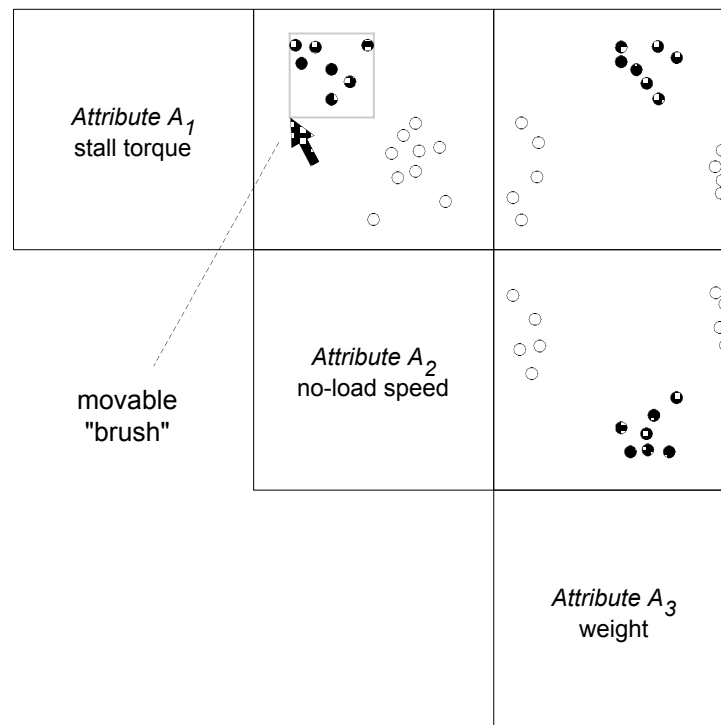 Attribute A1
stall torque
Attribute A2
no-load speed
movable
"brush"
Attribute A3
weight